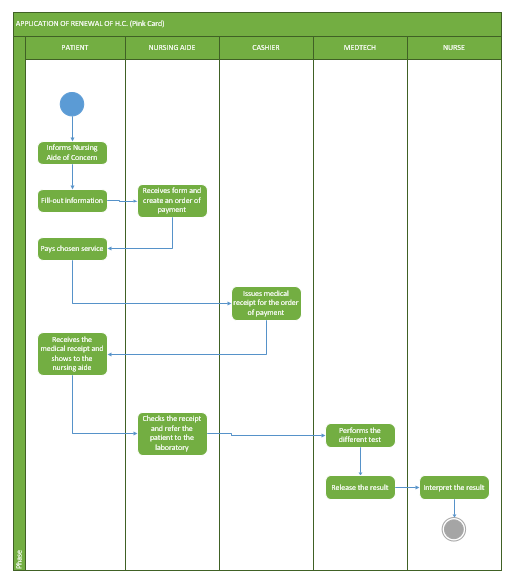 APPLICATION OF RENEWAL OF H.C. (Pink Card)
PATIENT
NURSING AIDE
CASHIER
MEDTECH
NURSE
Informs Nursing
Aide of Concern
Fill-out information
Receives form and
create an order of
payment
Pays chosen service
Issues medical
receipt for the order
of payment
Receives the
medical receipt and
shows to the
nursing aide
Checks the receipt
and refer the
patient to the
laboratory
Performs the
different test
Release the result
Interpret the result
Phase